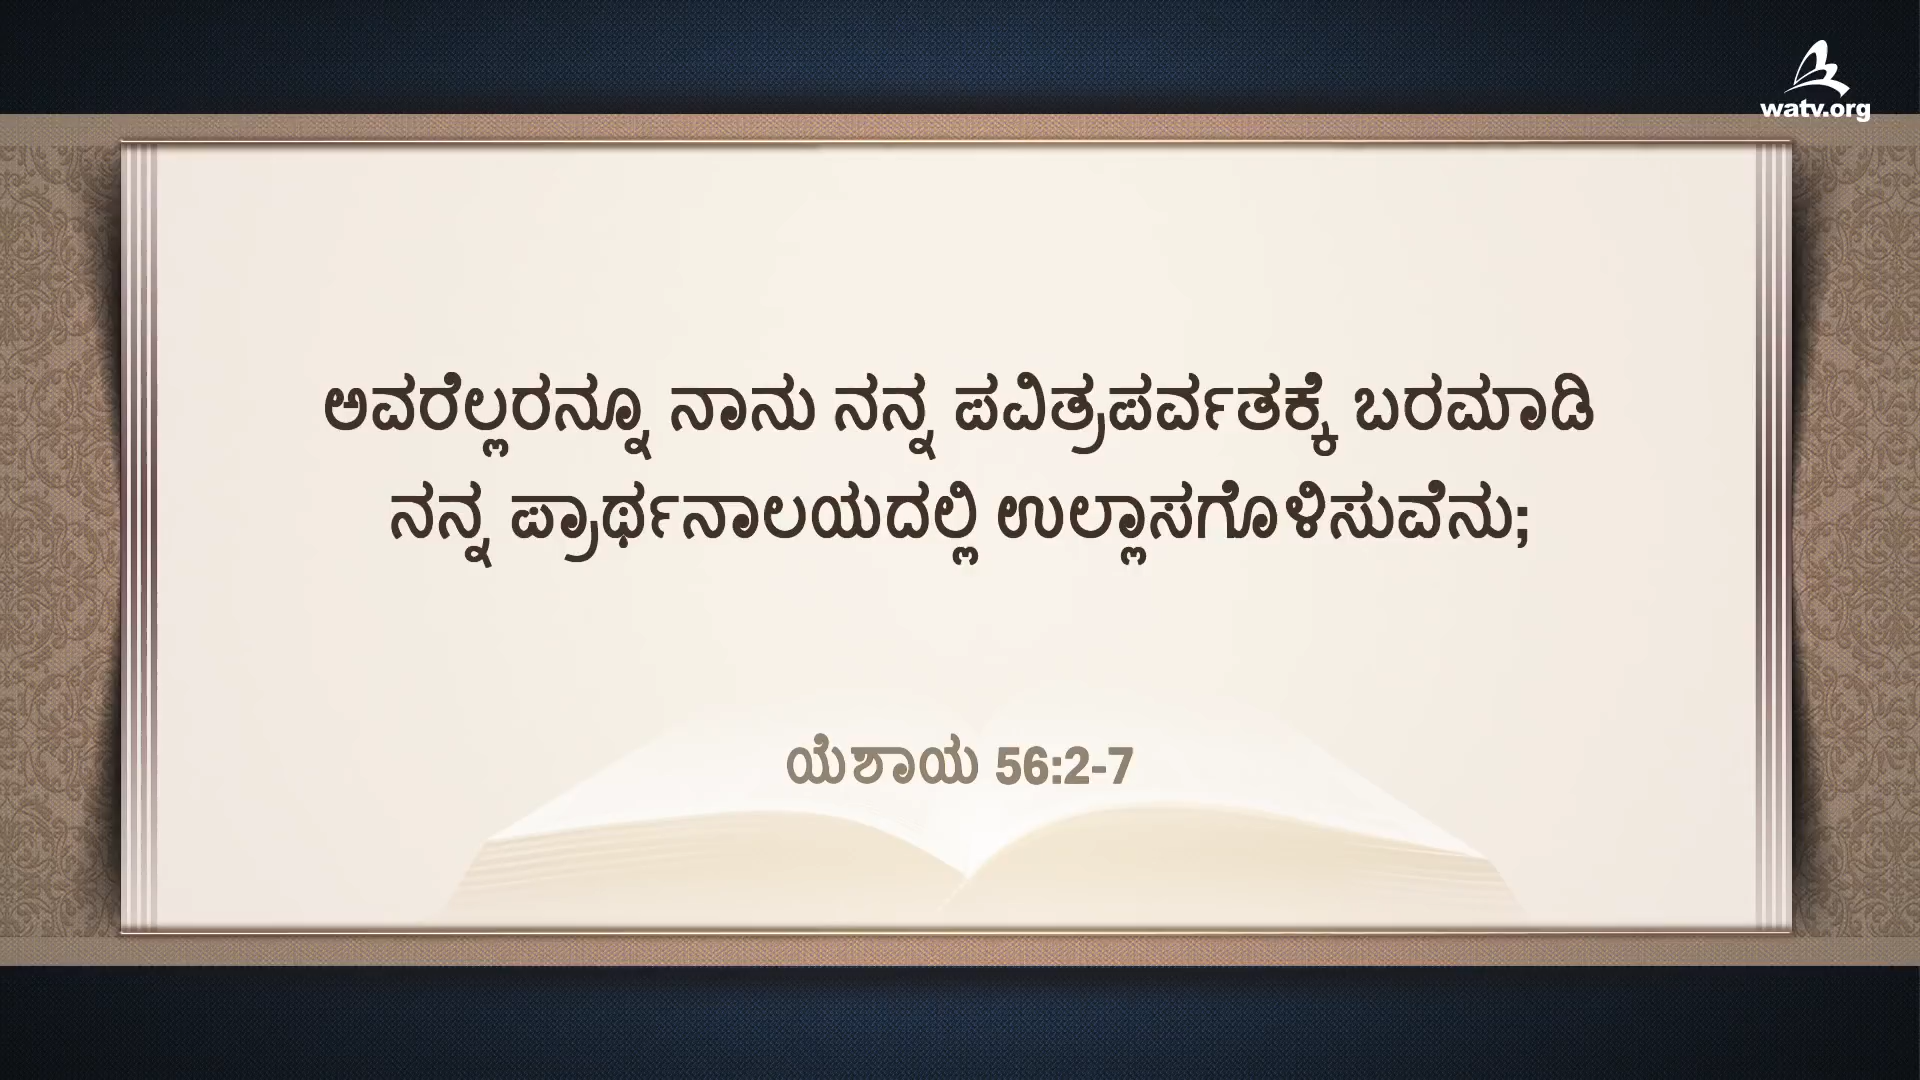 watv.org
ಅವರೆಲ್ಲರನ್ನೂ ನಾನು ನನ್ನ ಪವಿತ್ರಪರ್ವತಕ್ಕೆ ಬರಮಾಡಿ
ನನ್ನ ಪ್ರಾರ್ಥನಾಲಯದಲ್ಲಿ ಉಲ್ಲಾಸಗೊಳಿಸುವೆನು;
ಯೆಶಾಯ 56:2-7